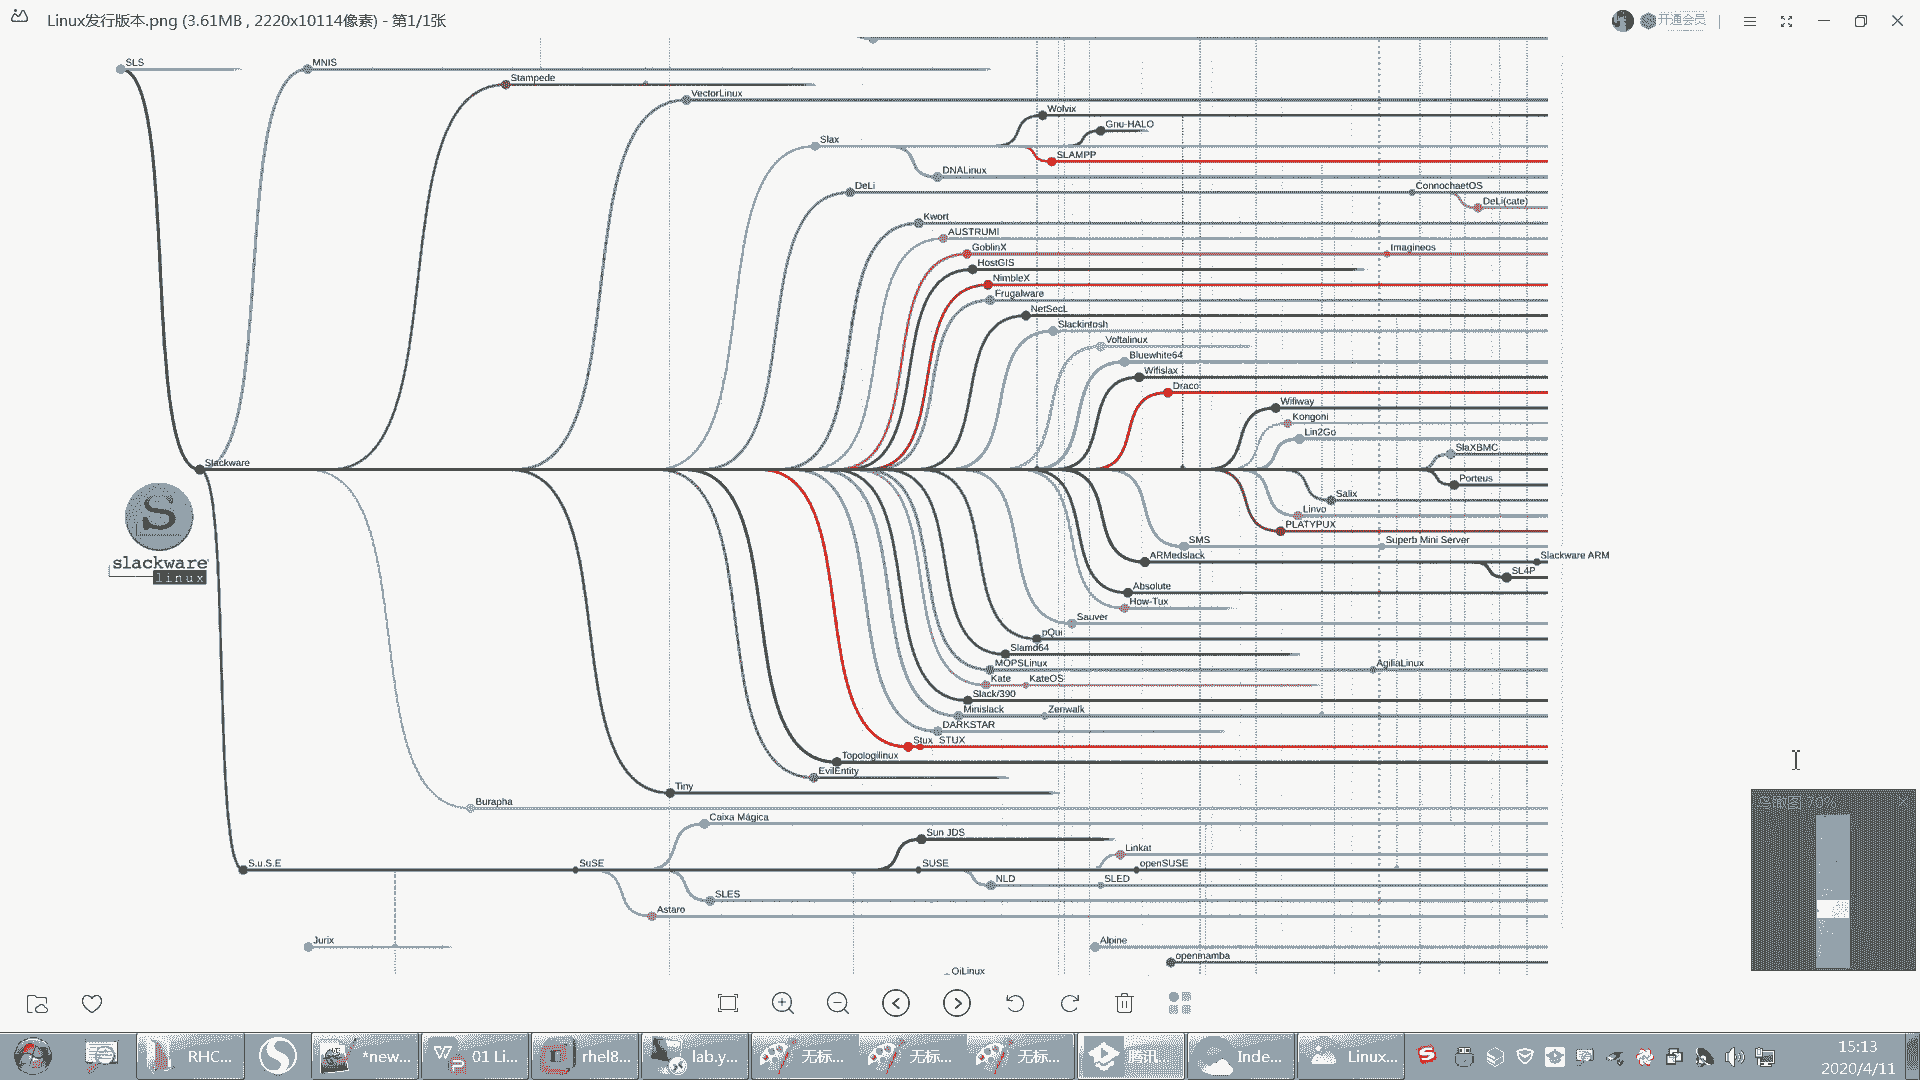 Linux发行版本.png (3.61MB , 2220x10114像素) - 第1/1张
开通会员
SLS
MNIS
Stampede
VectorLinux
Wolvix
Gnu-HALO
Slax
SLAMPP
DNALinux
DeLi
ConnochaetOS
DeLi(cate)
Kwort
AUSTRUMI
GoblinX
Imagineos
HostGIS
NimbleX
Frugalware
NetSecL
Slackintosh
Voltalinux
Bluewhite64
Wifislax
Draco
Wifiway
Kongoni
Lin2Go
SlaXBMC
Slackware
Porteus
Salix
Linvo
PLATYPUX
SMS
Superb Mini Server
ARMedslack
Slackware ARM
SL4P
S
slackware
linux
Absolute
How-Tux
Sauver
pQui
Slamd64
MOPSLinux
AgiliaLinux
Kate
KateOS
Slack/390
Minislack
Zenwalk
DARKSTAR
Stux
STUX
Topologilinux
EvilEntity
Tiny
鸟瞰图 70%
Burapha
Caixa Mágica
Sun JDS
Linkat
S.u.S.E
SuSE
SUSE
openSUSE
NLD
SLED
SLES
Astaro
Jurix
Alpine
openmamba
OiLinux
RHC...
*new...
01 Li...
rhel8...
lab.y...
无标...
无标...
无标...
腾讯...
Inde...
Linux...
15:13
2020/4/11